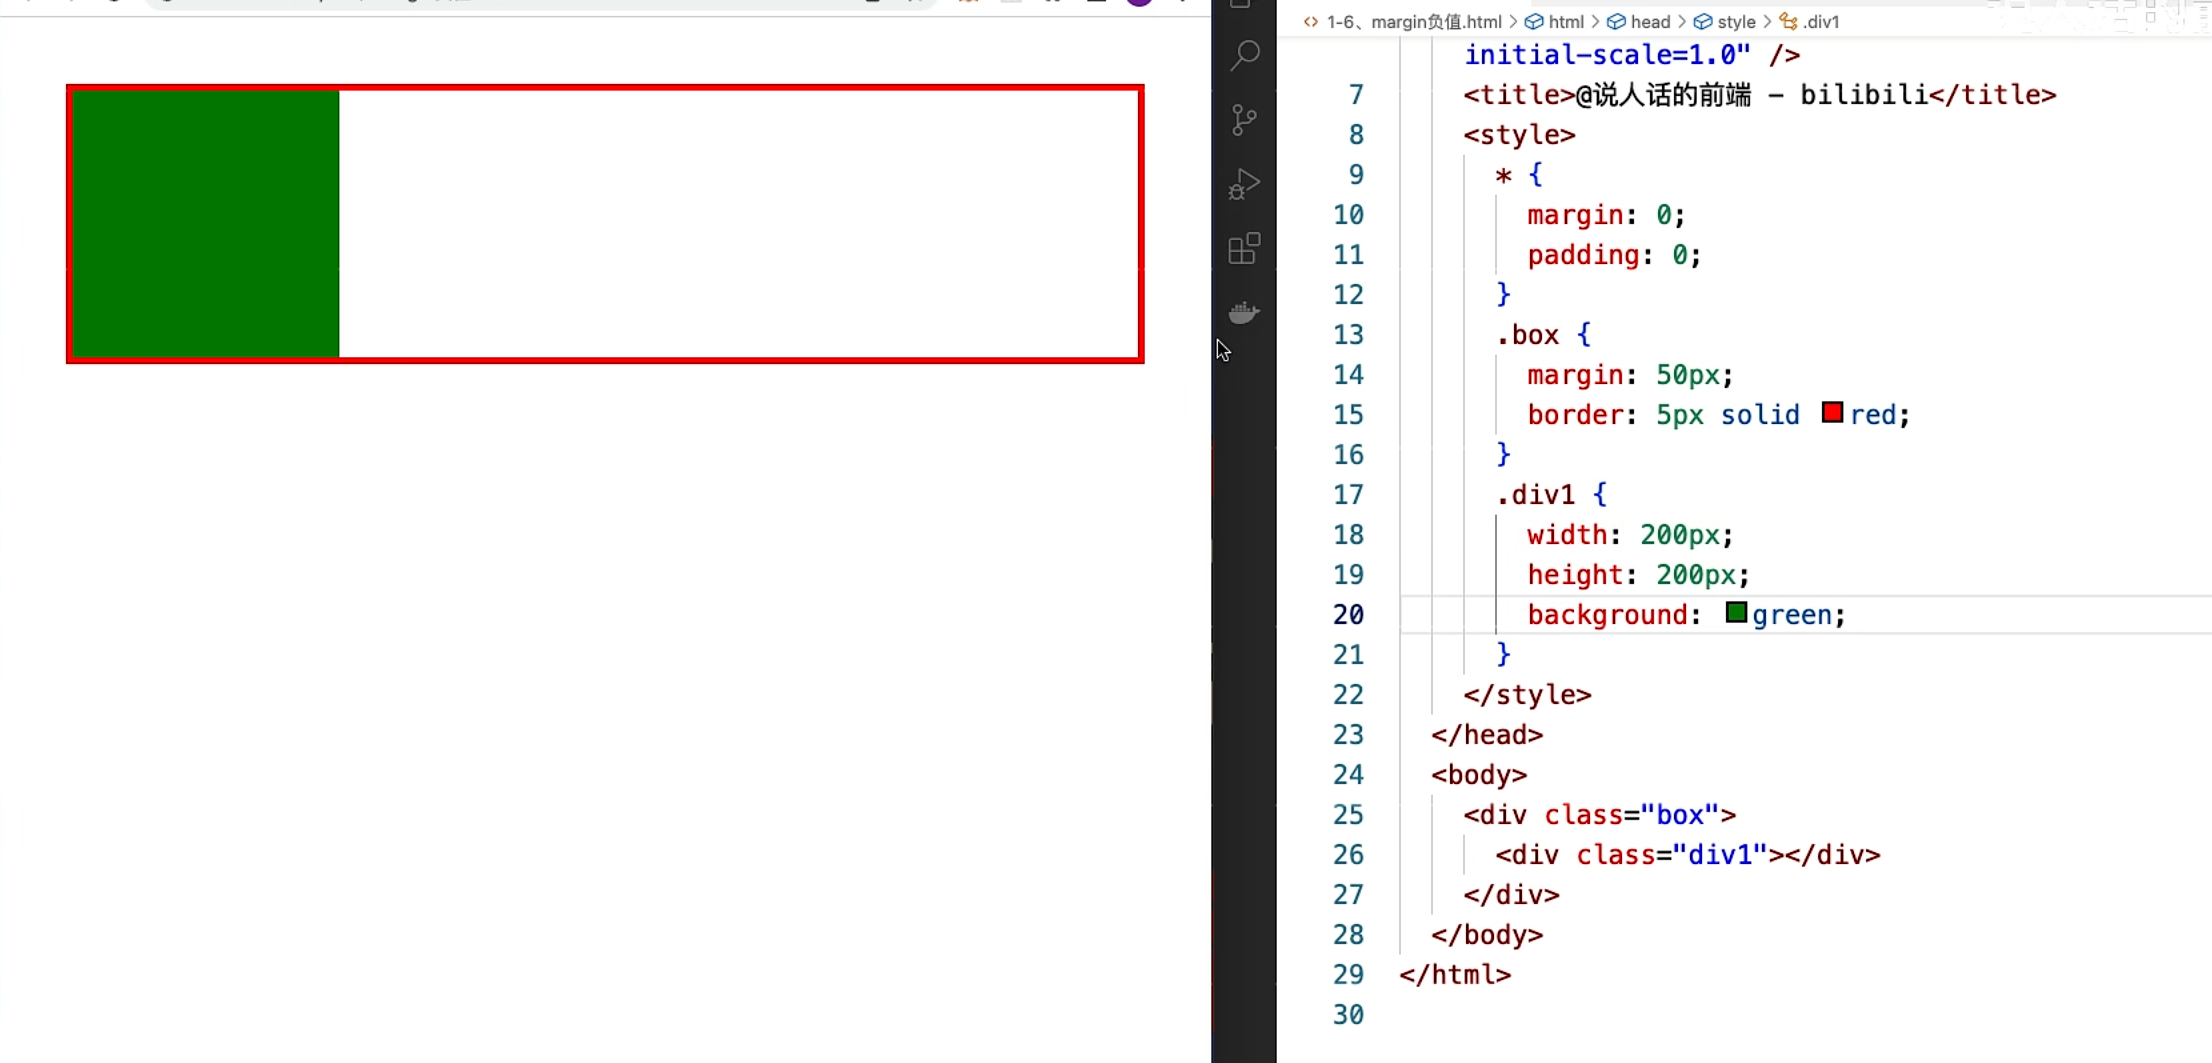 1-6、margin负值.html > html > head > style > .div1
initial-scale=1.0" />
7 <title>@说人话的前端 - bilibili</title>
8 <style>
9 * {
10 margin: 0;
11 padding: 0;
12 }
13 .box {
14 margin: 50px;
15 border: 5px solid red;
16 }
17 .div1 {
18 width: 200px;
19 height: 200px;
20 background: green;
21 }
22 </style>
23 </head>
24 <body>
25 <div class="box">
26 <div class="div1"></div>
27 </div>
28 </body>
29 </html>
30